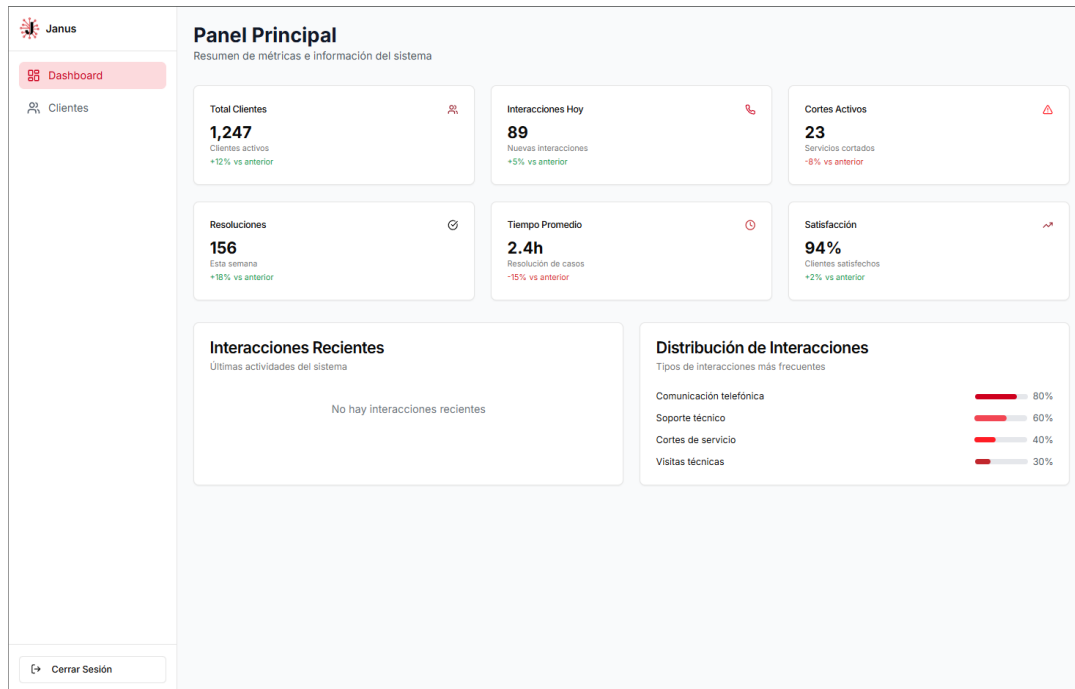 Janus
Dashboard
Clientes
Cerrar Sesión
Panel Principal
Resumen de métricas e información del sistema
Total Clientes
1,247
Clientes activos
+12% vs anterior
Interacciones Hoy
89
Nuevas interacciones
+5% vs anterior
Cortes Activos
23
Servicios cortados
-8% vs anterior
Resoluciones
156
Esta semana
+18% vs anterior
Tiempo Promedio
2.4h
Resolución de casos
-15% vs anterior
Satisfacción
94%
Clientes satisfechos
+2% vs anterior
Interacciones Recientes
Últimas actividades del sistema
No hay interacciones recientes
Distribución de Interacciones
Tipos de interacciones más frecuentes
Comunicación telefónica 80%
Soporte técnico 60%
Cortes de servicio 40%
Visitas técnicas 30%